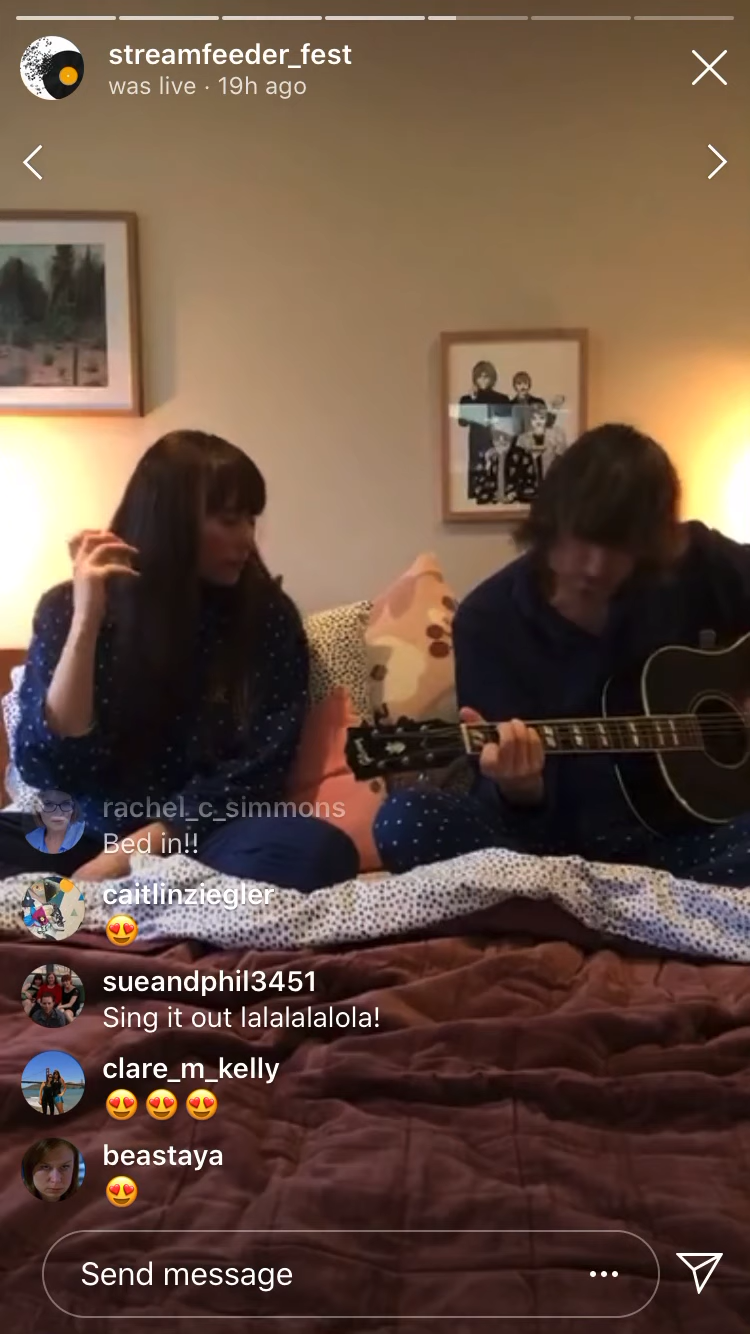 streamfeeder_fest
was live · 19h ago
rachel_c_simmons
Bed in!!
caitlinziegler
😍
sueandphil3451
Sing it out lalalalalola!
clare_m_kelly
😍😍😍
beastaya
😍
Send message